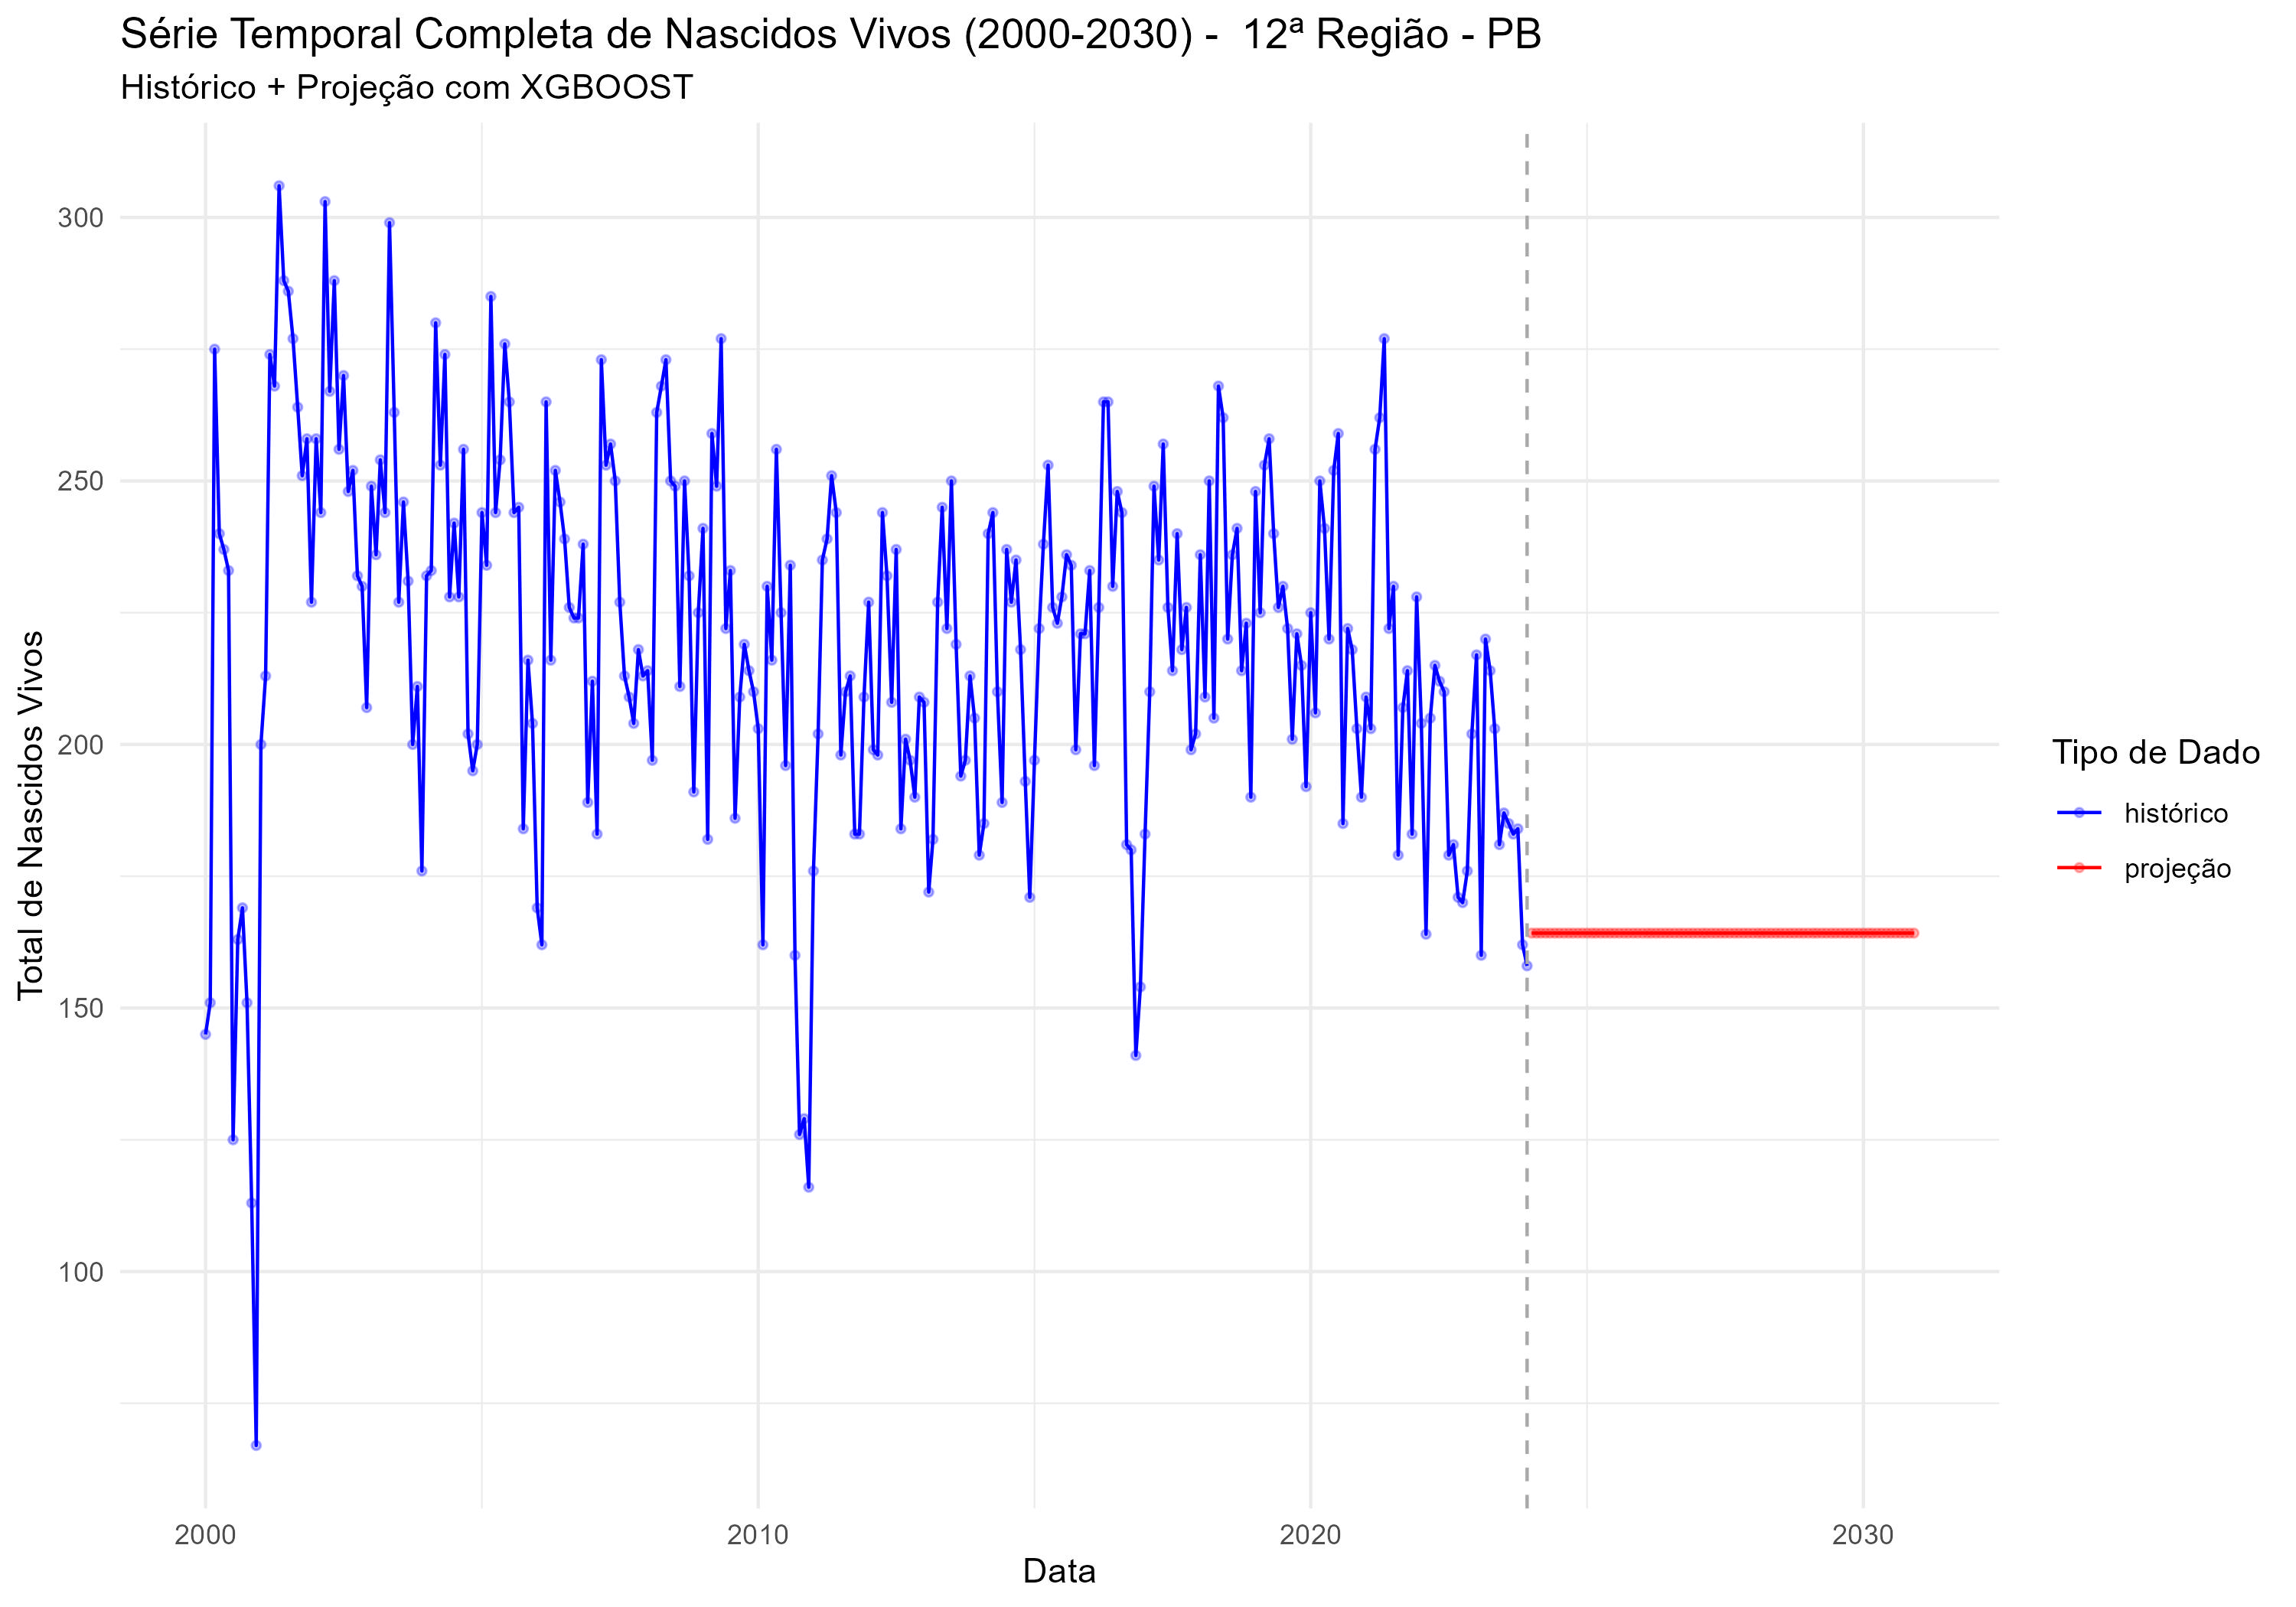 Série Temporal Completa de Nascidos Vivos (2000-2030) -  12ª Região - PB
Histórico + Projeção com XGBOOST
Total de Nascidos Vivos
300
250
200
150
100
2000
2010
2020
2030
Data
Tipo de Dado
histórico
projeção